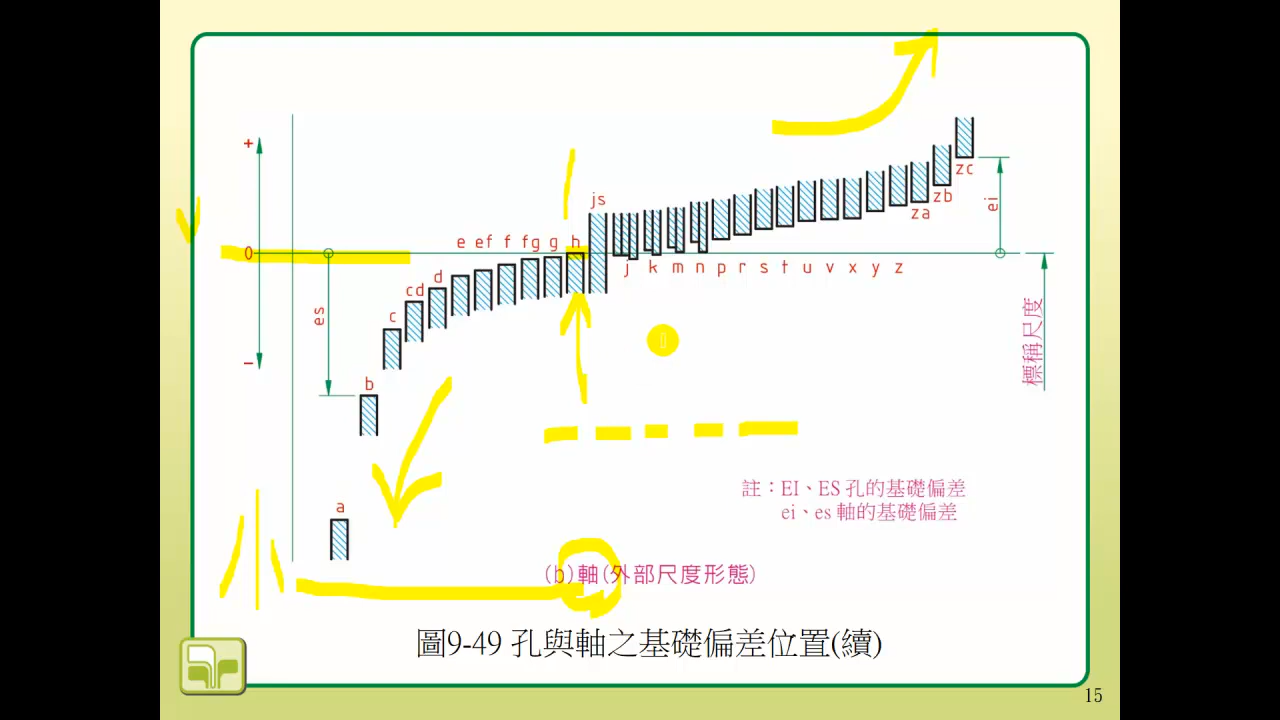 +
0
−
es
a
b
c
cd
d
e ef f fg g h
js
j k m n p r s t u v x y z
za
zb
zc
ei
標稱尺度
註：EI、ES 孔的基礎偏差
ei、es 軸的基礎偏差
小
(b)軸(外部尺度形態)
圖9-49 孔與軸之基礎偏差位置(續)
15